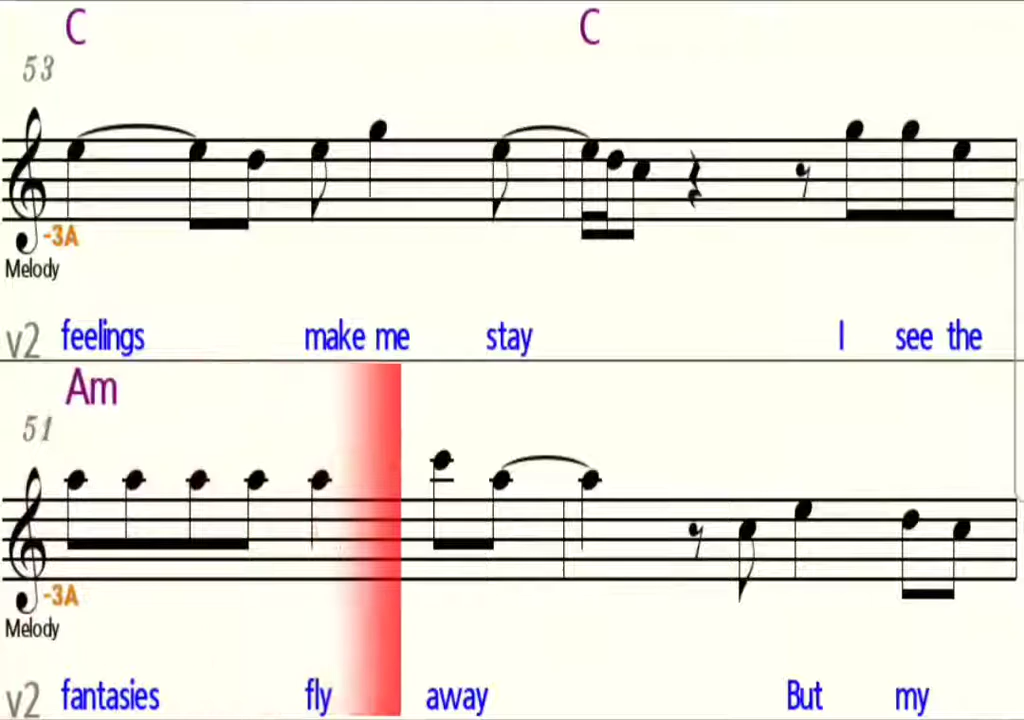 C C
53
-3A
Melody
v2 feelings make me stay I see the
Am
51
-3A
Melody
v2 fantasies fly away But my